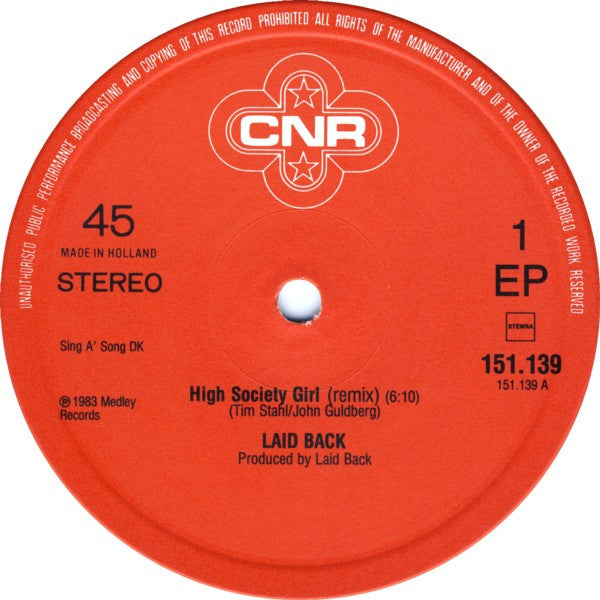 UNAUTHORISED PUBLIC PERFORMANCE BROADCASTING AND COPYING OF THIS RECORD PROHIBITED·ALL RIGHTS OF THE MANUFACTURER AND OF THE OWNER OF THE RECORDED WORK RESERVED
CNR
45
MADE IN HOLLAND
STEREO
1
EP
STEMRA
Sing A' Song DK
151.139
151.139 A
℗ 1983 Medley
Records
High Society Girl (remix) (6:10)
(Tim Stahl/John Guldberg)
LAID BACK
Produced by Laid Back